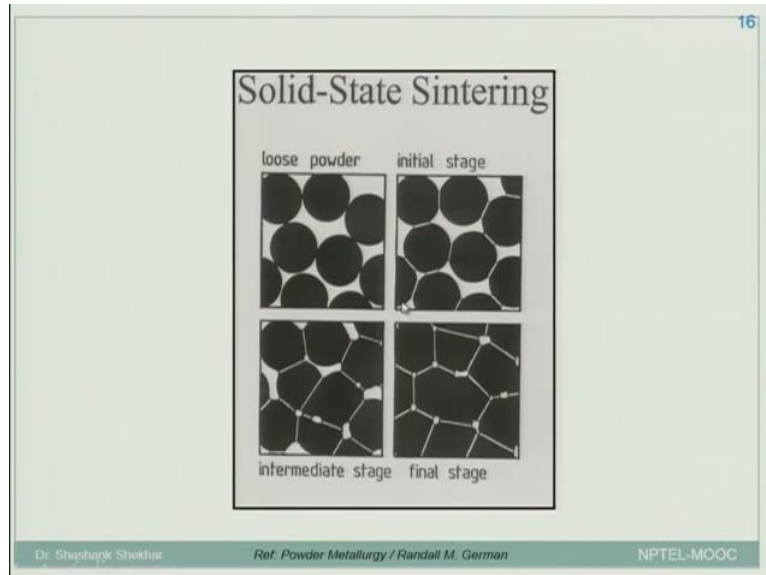 16
Solid-State Sintering
loose powder
initial stage
intermediate stage
final stage
Dr. Shashank Shekhar
Ref: Powder Metallurgy / Randall M. German
NPTEL-MOOC